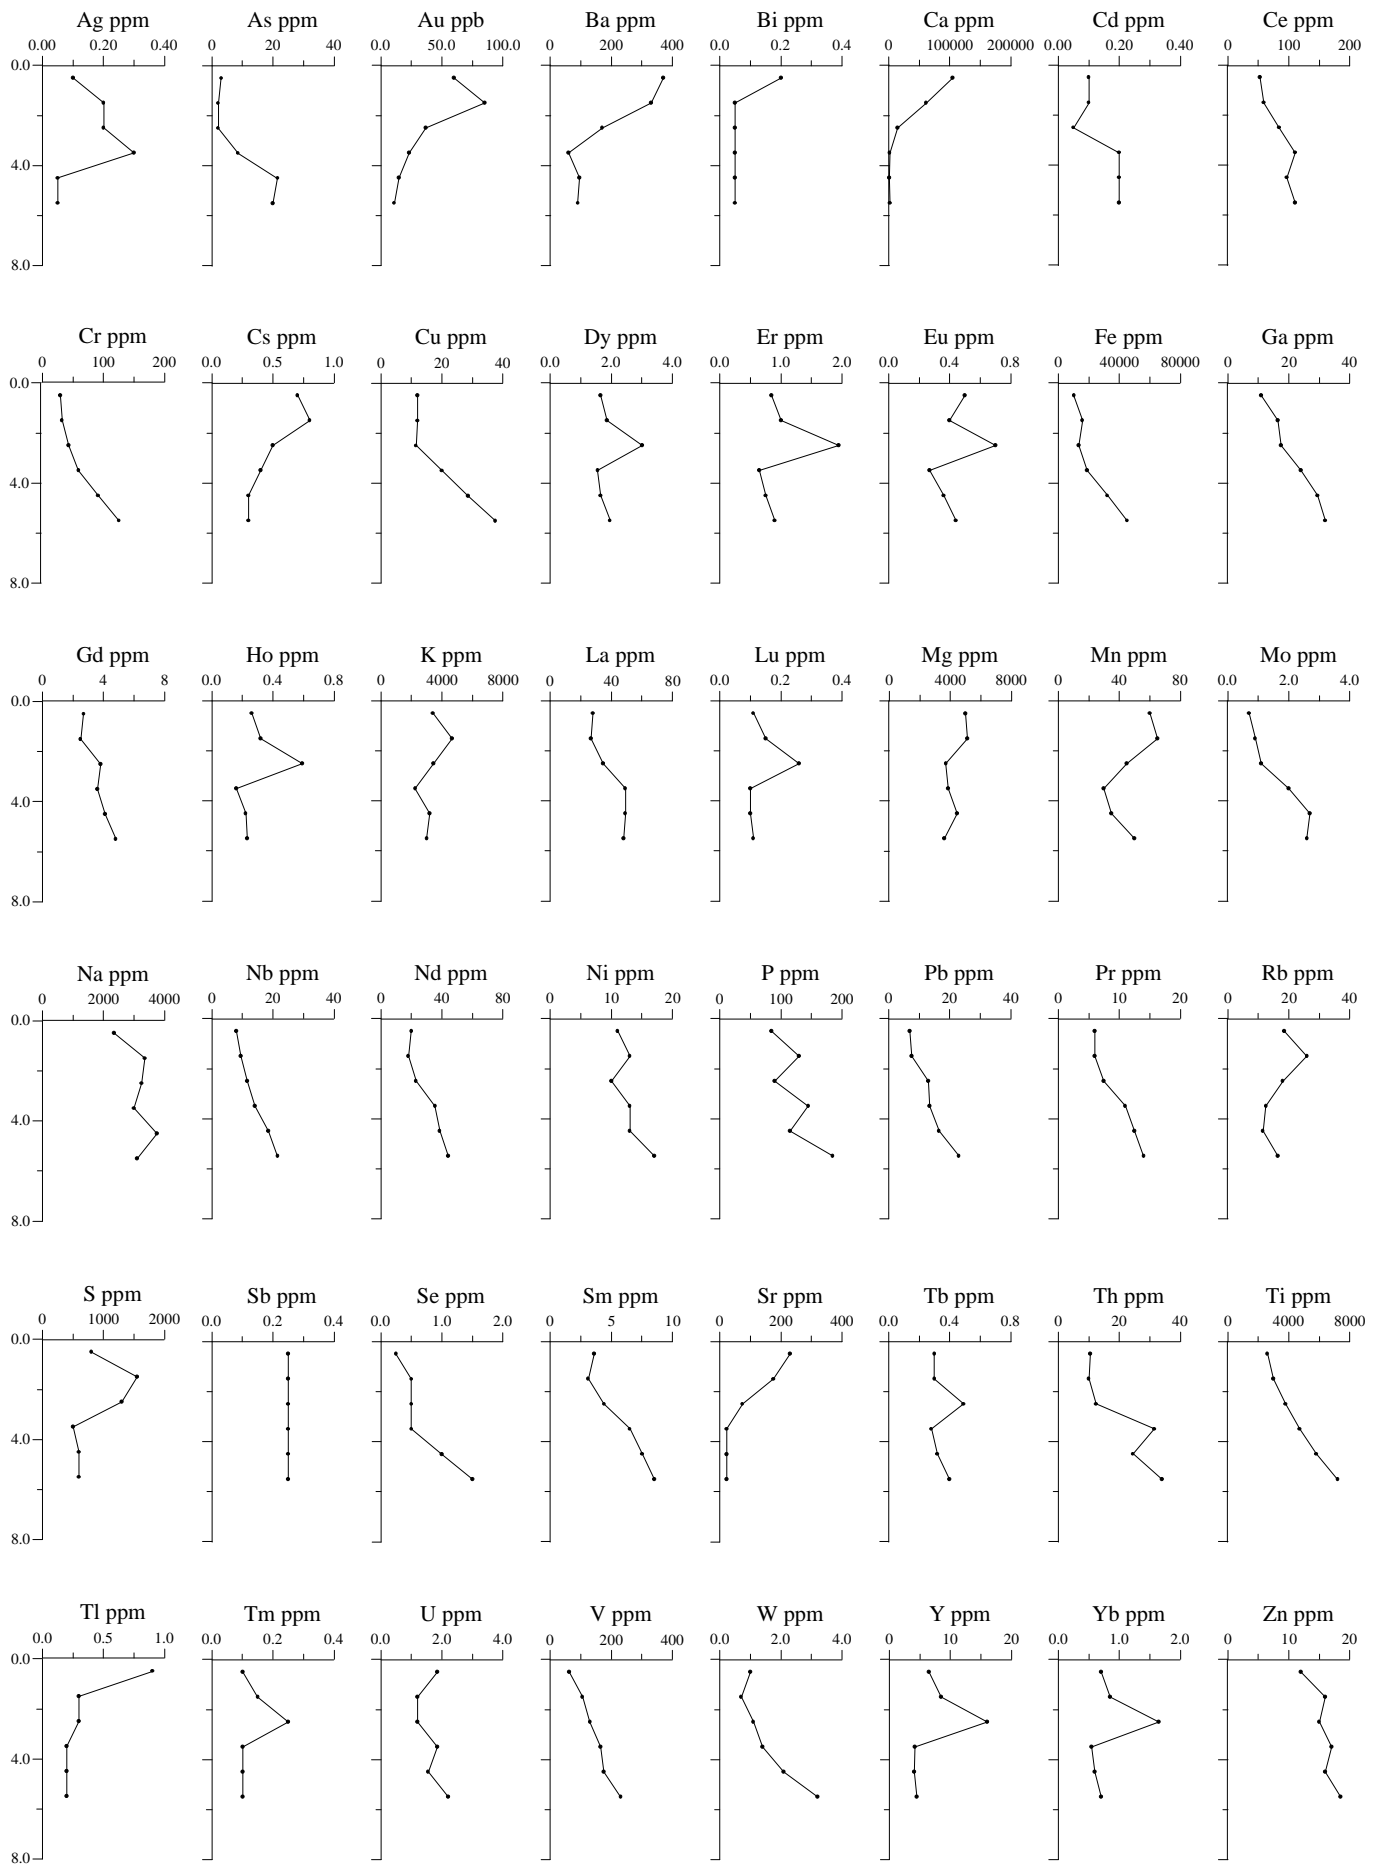 Ag ppm As ppm Au ppb Ba ppm Bi ppm Ca ppm Cd ppm Ce ppm
0.00 0.20 0.40 0 20 40 0.0 50.0 100.0 0 200 400 0.0 0.2 0.4 0 100000 200000 0.00 0.20 0.40 0 100 200
0.0
4.0
8.0
Cr ppm Cs ppm Cu ppm Dy ppm Er ppm Eu ppm Fe ppm Ga ppm
0 100 200 0.0 0.5 1.0 0 20 40 0.0 2.0 4.0 0.0 1.0 2.0 0.0 0.4 0.8 0 40000 80000 0 20 40
0.0
4.0
8.0
Gd ppm Ho ppm K ppm La ppm Lu ppm Mg ppm Mn ppm Mo ppm
0 4 8 0.0 0.4 0.8 0 4000 8000 0 40 80 0.0 0.2 0.4 0 4000 8000 0 40 80 0.0 2.0 4.0
0.0
4.0
8.0
Na ppm Nb ppm Nd ppm Ni ppm P ppm Pb ppm Pr ppm Rb ppm
0 2000 4000 0 20 40 0 40 80 0 10 20 0 100 200 0 20 40 0 10 20 0 20 40
0.0
4.0
8.0
S ppm Sb ppm Se ppm Sm ppm Sr ppm Tb ppm Th ppm Ti ppm
0 1000 2000 0.0 0.2 0.4 0.0 1.0 2.0 0 5 10 0 200 400 0.0 0.4 0.8 0 20 40 0 4000 8000
0.0
4.0
8.0
Tl ppm Tm ppm U ppm V ppm W ppm Y ppm Yb ppm Zn ppm
0.0 0.5 1.0 0.0 0.2 0.4 0.0 2.0 4.0 0 200 400 0.0 2.0 4.0 0 10 20 0.0 1.0 2.0 0 10 20
0.0
4.0
8.0